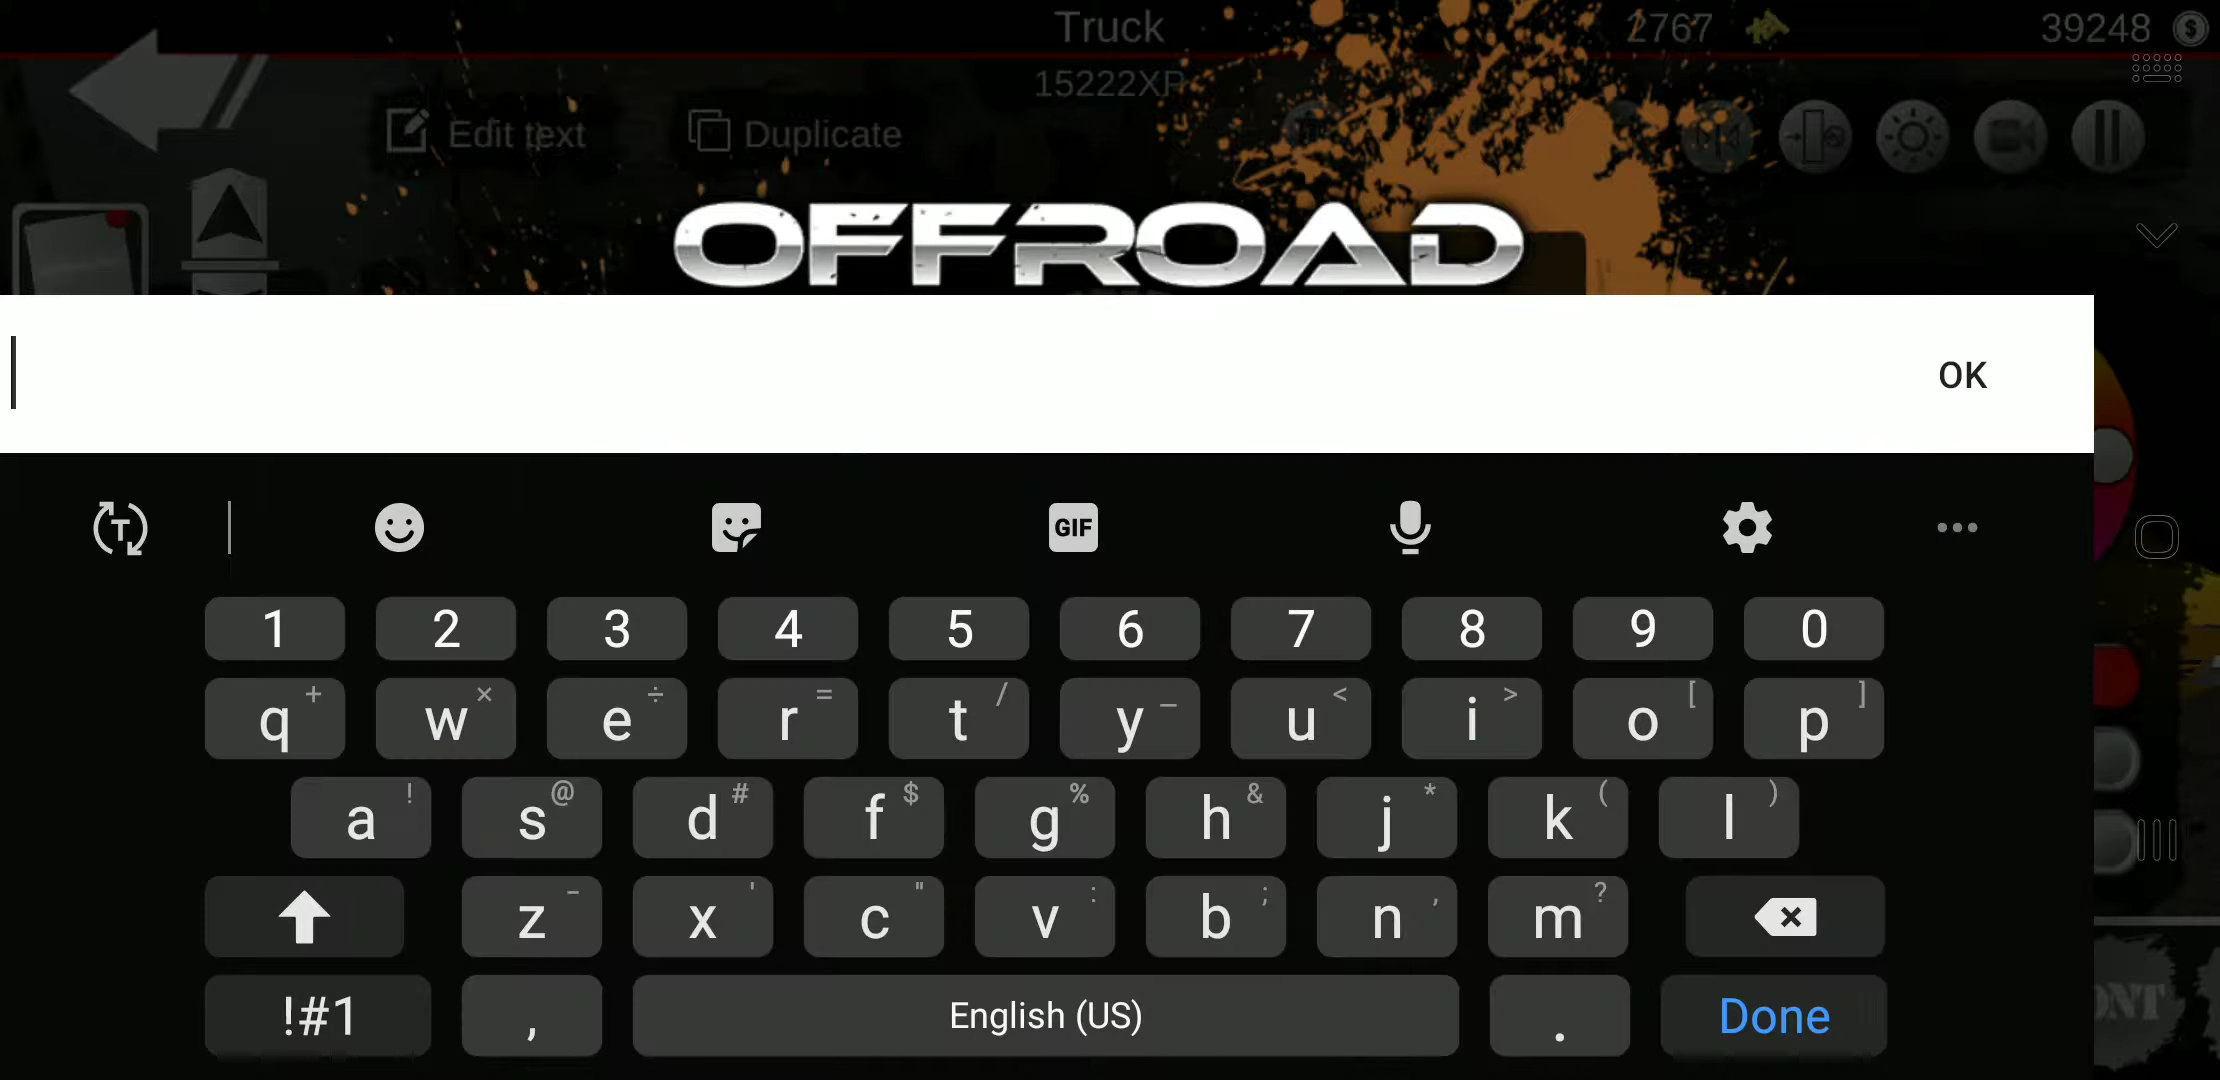 Truck
2767
39248
15222XP
Edit text
Duplicate
OFFROAD
OK
T
GIF
1 2 3 4 5 6 7 8 9 0
q + w × e ÷ r = t / y _ u < i > o [ p ]
a ! s @ d # f $ g % h & j * k ( l )
z - x ' c " v : b ; n , m ?
!#1 , English (US) . Done